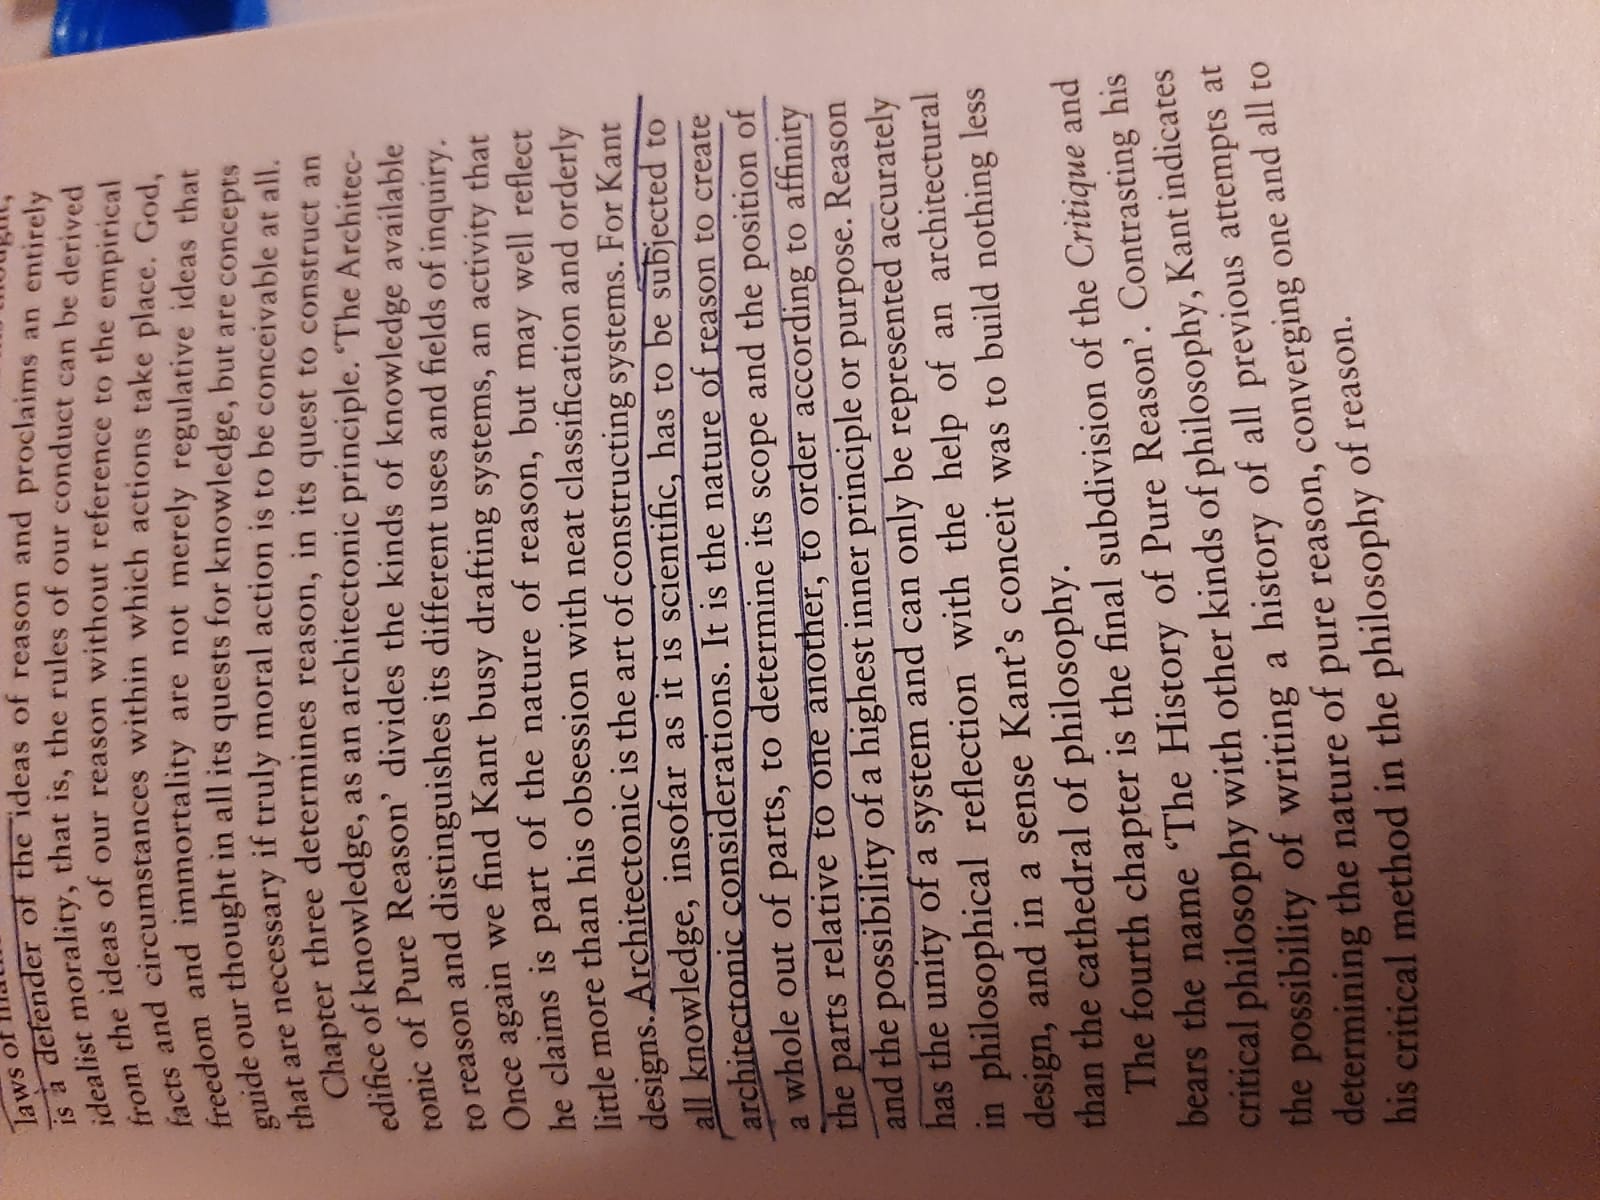 laws of
is a defender of the ideas of reason and proclaims an entirely
idealist morality, that is, the rules of our conduct can be derived
from the ideas of our reason without reference to the empirical
facts and circumstances within which actions take place. God,
freedom and immortality are not merely regulative ideas that
guide our thought in all its quests for knowledge, but are concepts
that are necessary if truly moral action is to be conceivable at all.
Chapter three determines reason, in its quest to construct an
edifice of knowledge, as an architectonic principle. ‘The Architec-
tonic of Pure Reason’ divides the kinds of knowledge available
to reason and distinguishes its different uses and fields of inquiry.
Once again we find Kant busy drafting systems, an activity that
he claims is part of the nature of reason, but may well reflect
little more than his obsession with neat classification and orderly
designs. Architectonic is the art of constructing systems. For Kant
all knowledge, insofar as it is scientific, has to be subjected to
architectonic considerations. It is the nature of reason to create
a whole out of parts, to determine its scope and the position of
the parts relative to one another, to order according to affinity
and the possibility of a highest inner principle or purpose. Reason
has the unity of a system and can only be represented accurately
in philosophical reflection with the help of an architectural
design, and in a sense Kant’s conceit was to build nothing less
than the cathedral of philosophy.
The fourth chapter is the final subdivision of the Critique and
bears the name ‘The History of Pure Reason’. Contrasting his
critical philosophy with other kinds of philosophy, Kant indicates
the possibility of writing a history of all previous attempts at
determining the nature of pure reason, converging one and all to
his critical method in the philosophy of reason.